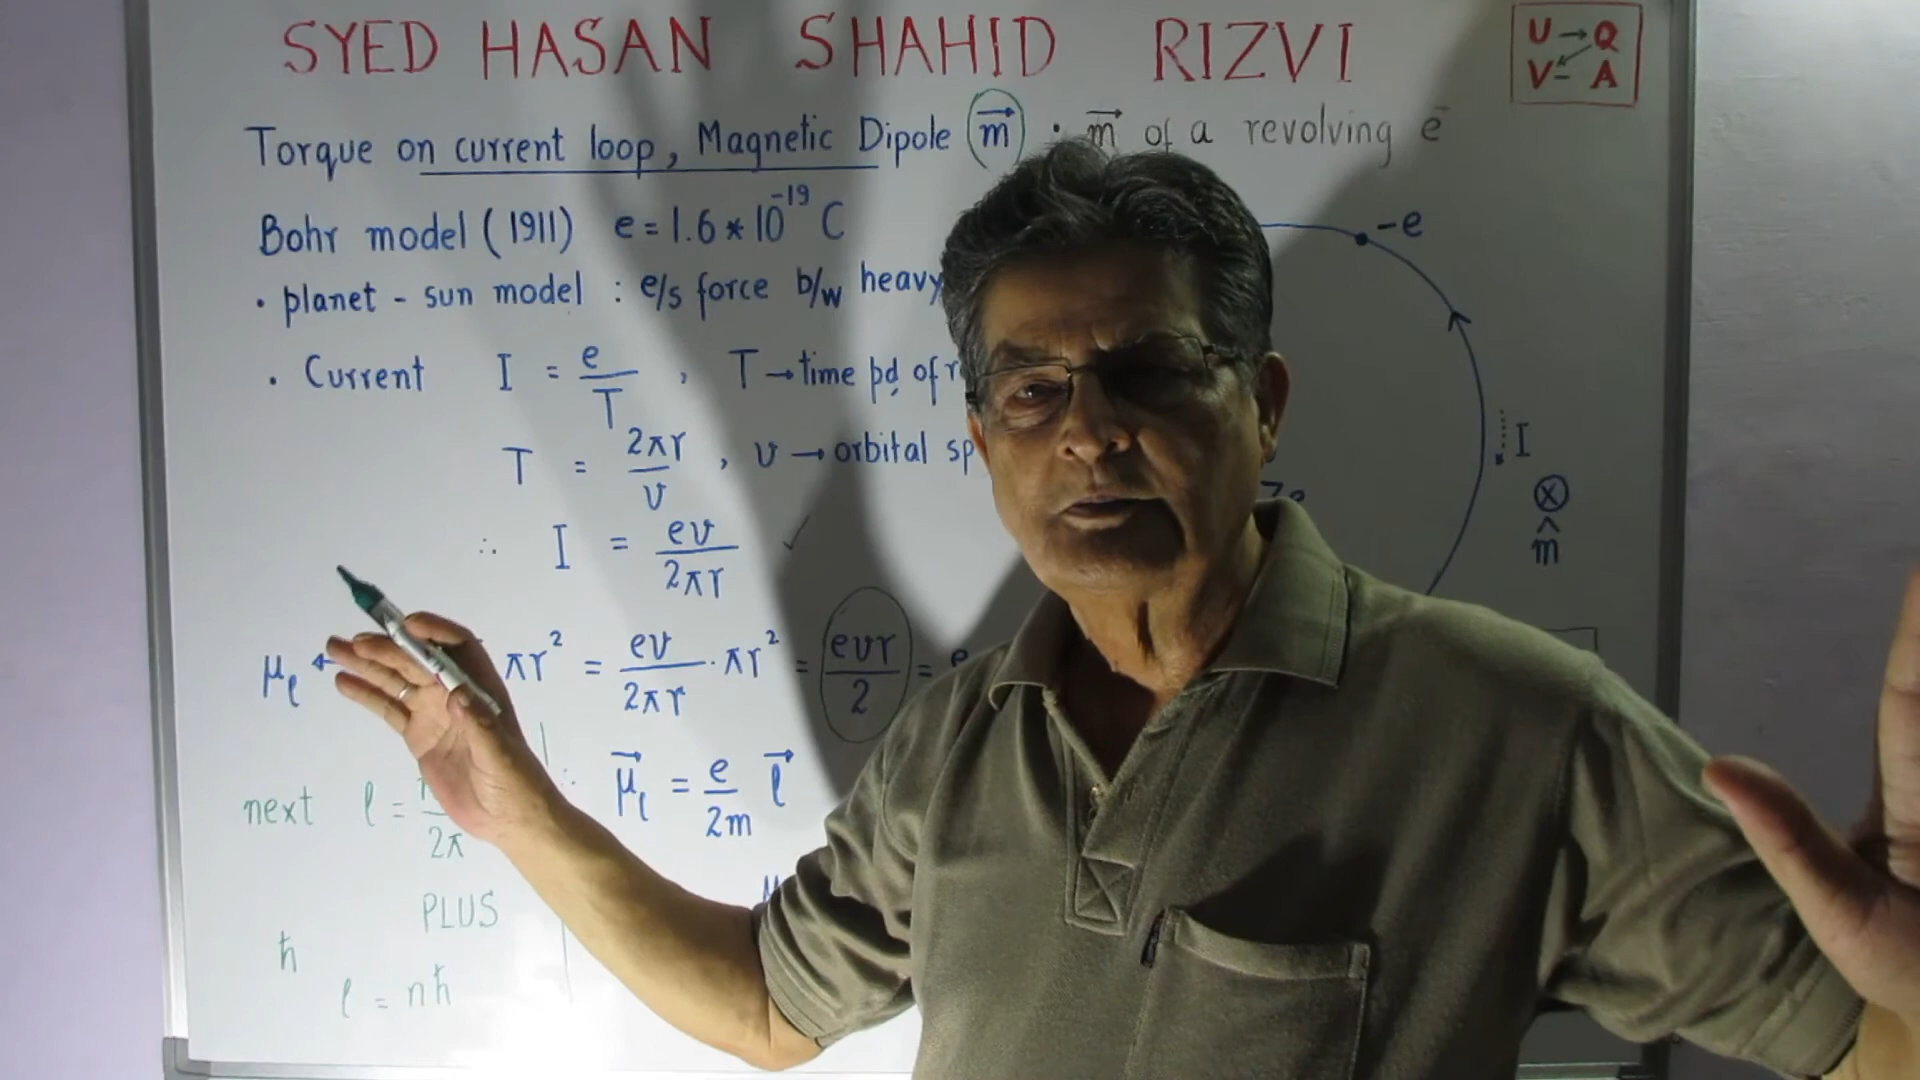 SYED HASAN SHAHID RIZVI
U → Q
V - A
Torque on current loop, Magnetic Dipole (m⃗) : m⃗ of a revolving e⁻
Bohr model (1911) e = 1.6 * 10⁻¹⁹ C
-e
• planet - sun model : e/s force b/w heavy
• Current I = e/T , T → time pd. of r
T = 2πr/v , v → orbital sp
I
Ze
⊗
m̂
∴ I = ev/2πr ✓
μₗ ← πr² = ev/2πr · πr² = evr/2 = e
∴ μ⃗ₗ = e/2m l⃗
next l = /2π
PLUS
ħ
l = nħ